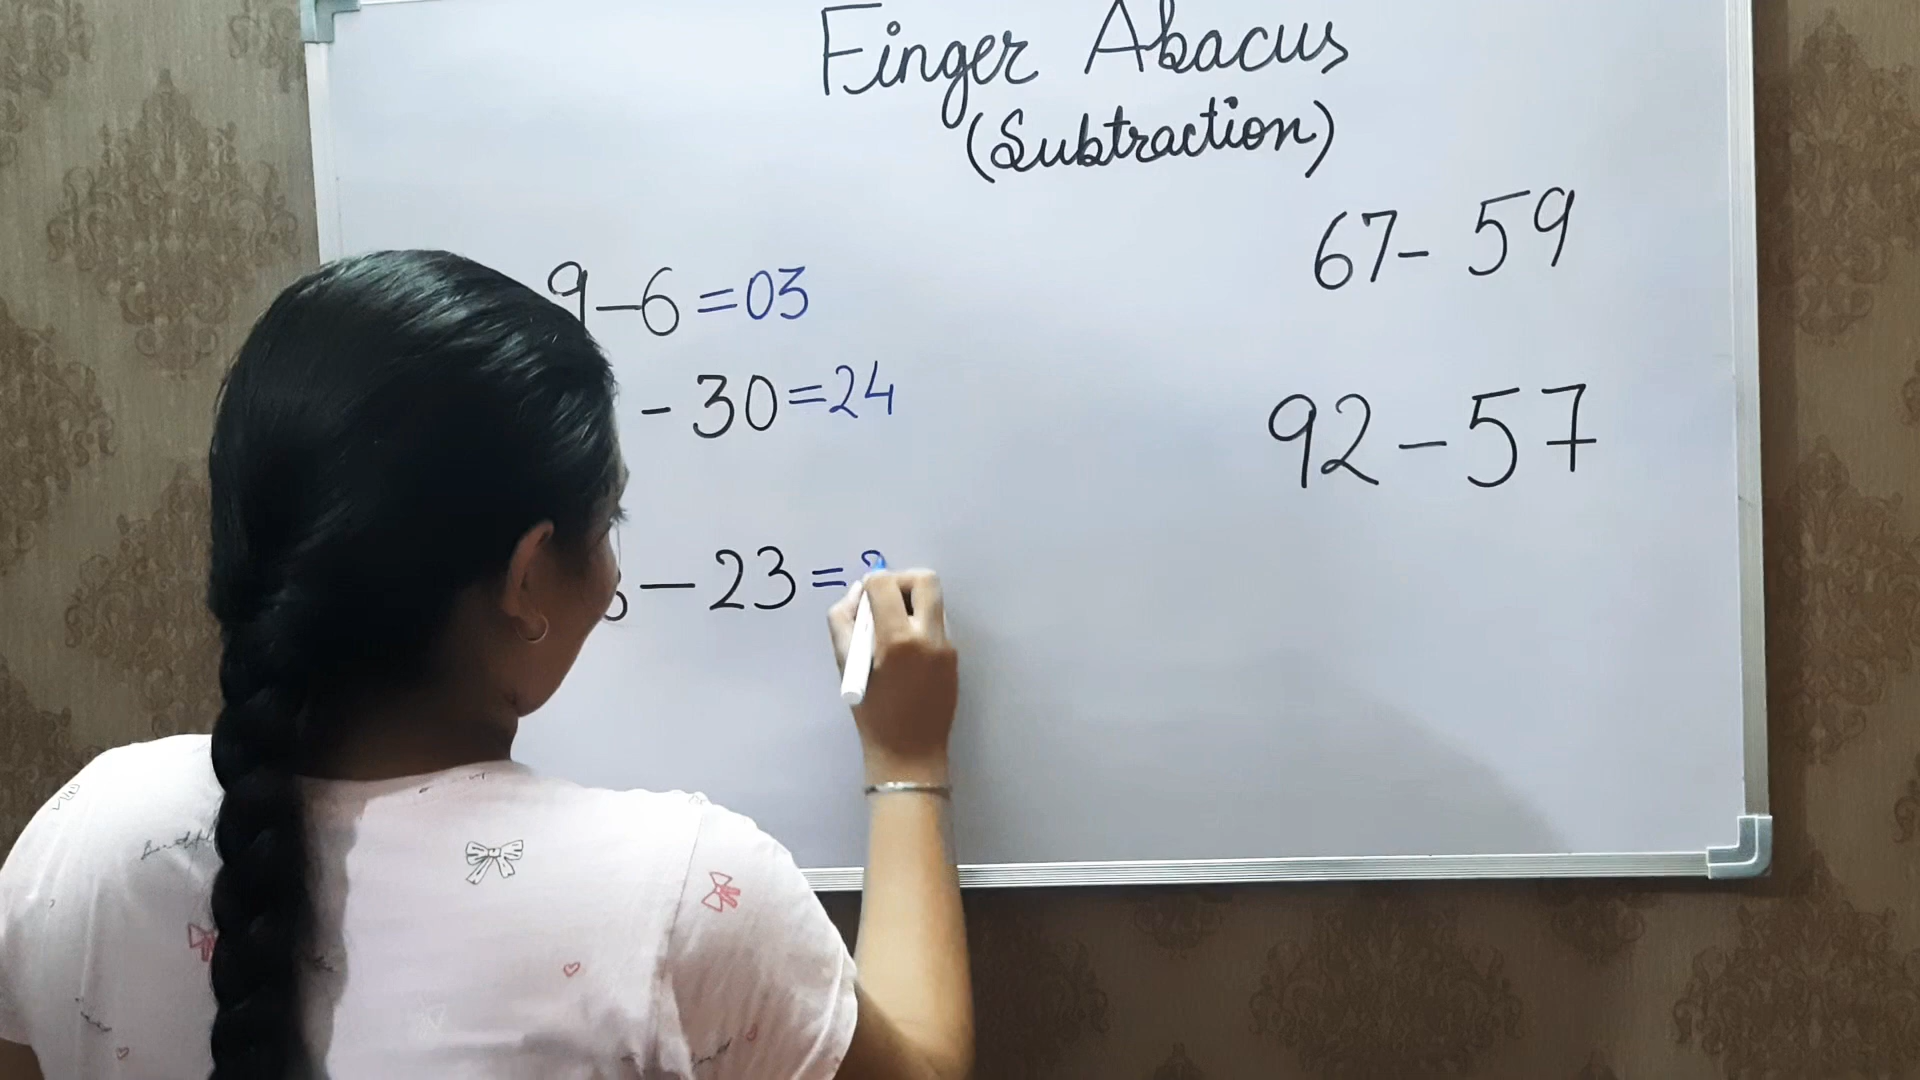 Finger Abacus
(Subtraction)
9-6=03
- 30=24
- 23=
67- 59
92-57